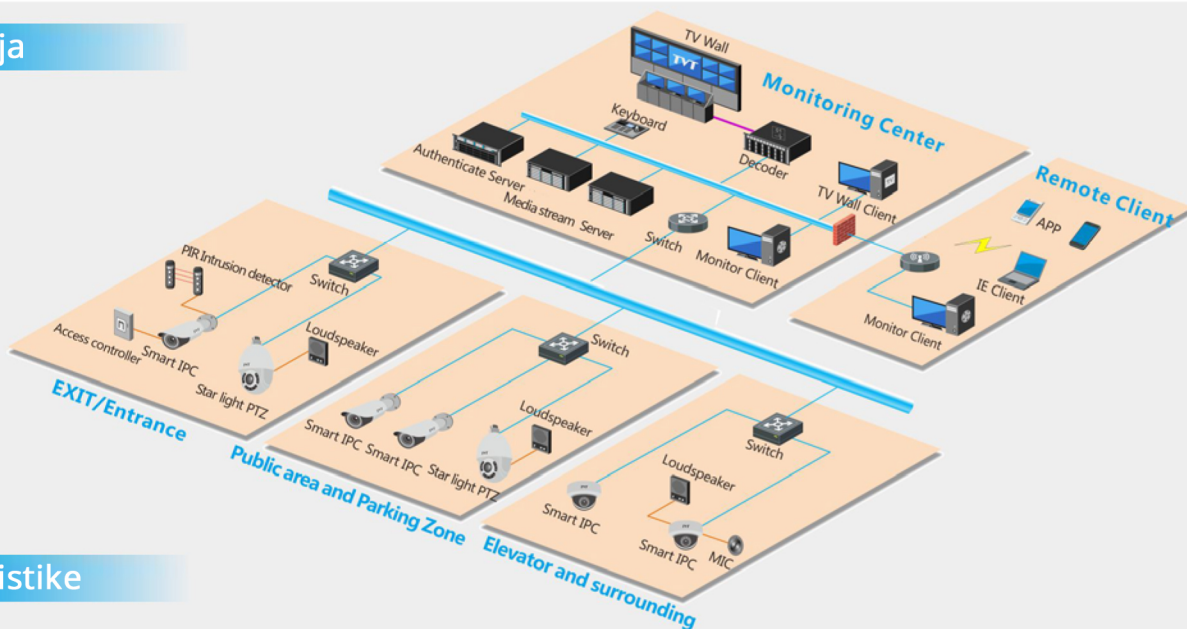 ja
TV Wall
TVT
Monitoring Center
Keyboard
Decoder
Authenticate Server
Media stream Server
TV Wall Client
Switch
Monitor Client
Remote Client
APP
IE Client
Monitor Client
PIR Intrusion detector
Switch
Access controller
Smart IPC
Loudspeaker
Star light PTZ
EXIT/Entrance
Switch
Smart IPC
Smart IPC
Star light PTZ
Loudspeaker
Public area and Parking Zone
Switch
Loudspeaker
Smart IPC
Smart IPC
MIC
Elevator and surrounding
istike